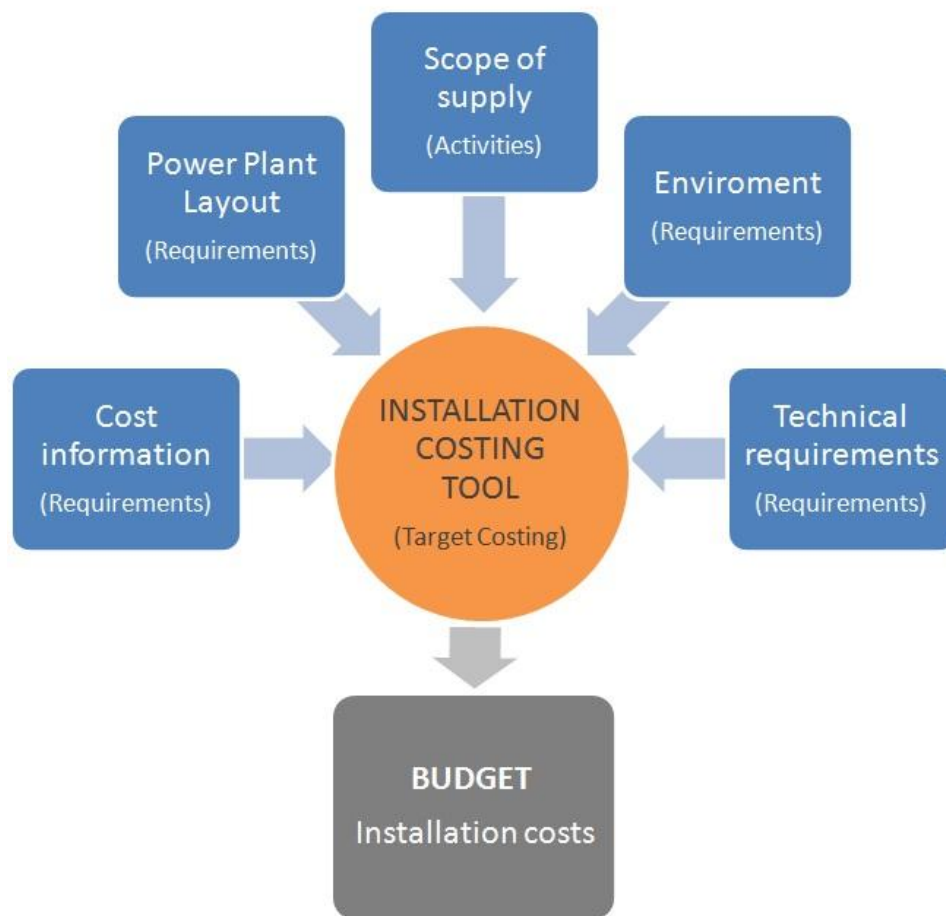 Scope of
supply
(Activities)
Power Plant
Layout
(Requirements)
Enviroment
(Requirements)
Cost
information
(Requirements)
INSTALLATION
COSTING
TOOL
(Target Costing)
Technical
requirements
(Requirements)
BUDGET
Installation costs